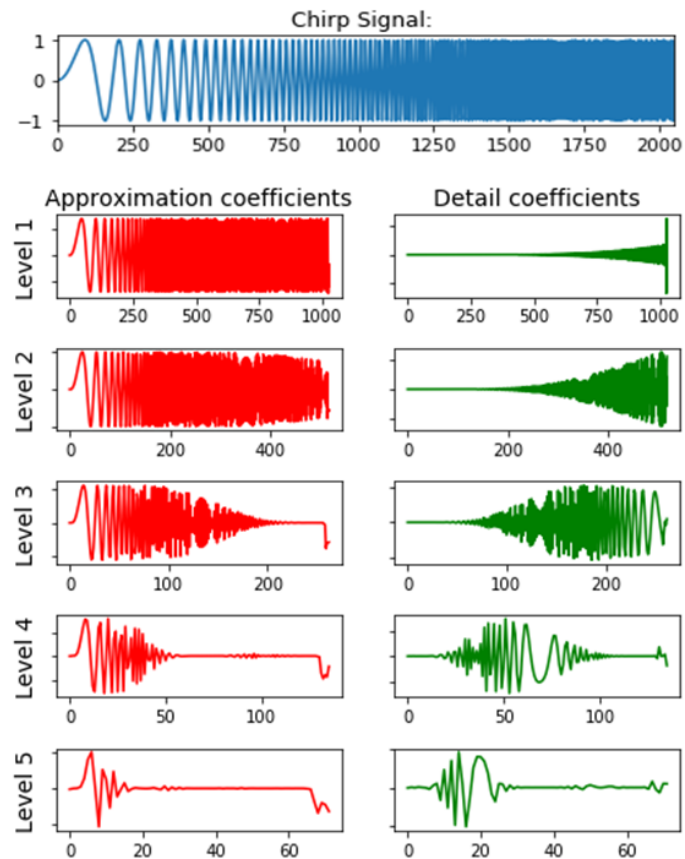 Chirp Signal:
1
0
−1
0 250 500 750 1000 1250 1500 1750 2000
Approximation coefficients Detail coefficients
Level 1
0 250 500 750 1000 0 250 500 750 1000
Level 2
0 200 400 0 200 400
Level 3
0 100 200 0 100 200
Level 4
0 50 100 0 50 100
Level 5
0 20 40 60 0 20 40 60